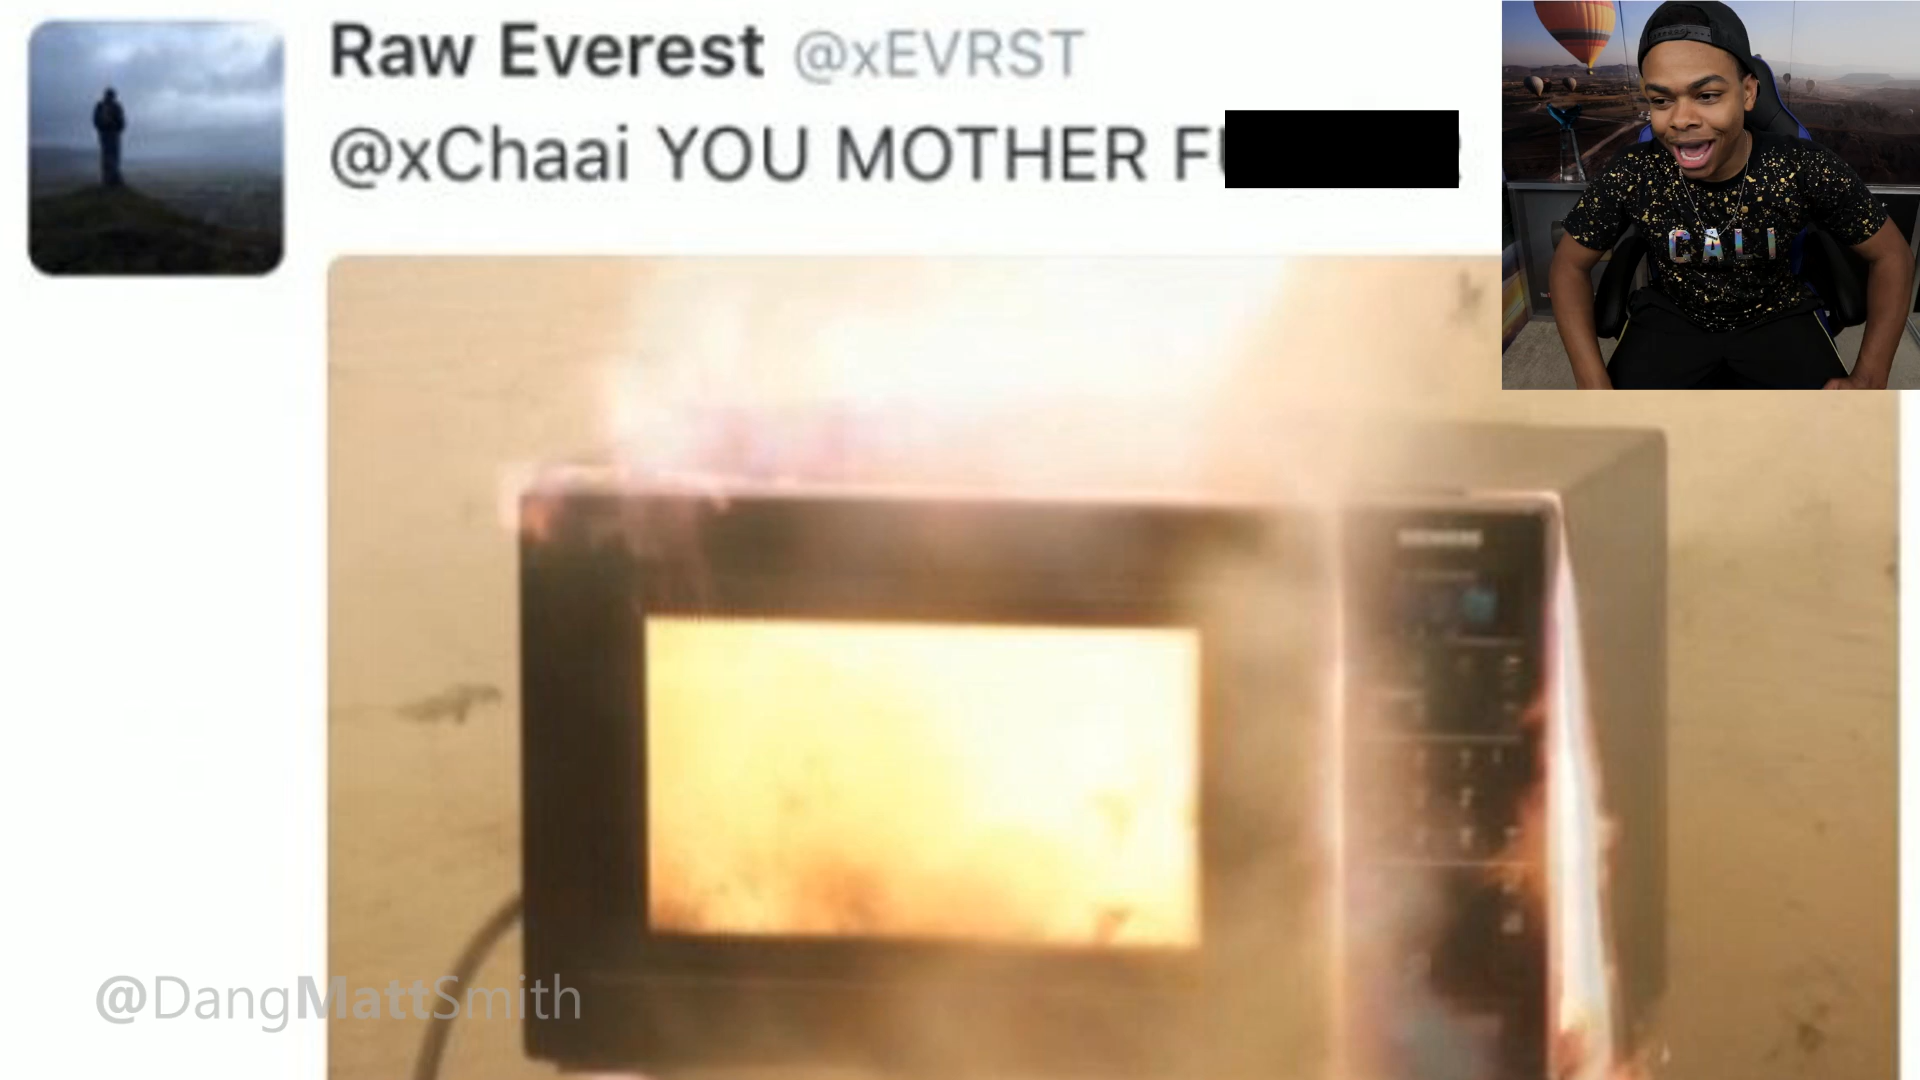 Raw Everest @xEVRST
@xChaai YOU MOTHER F
CALI
@DangMattSmith